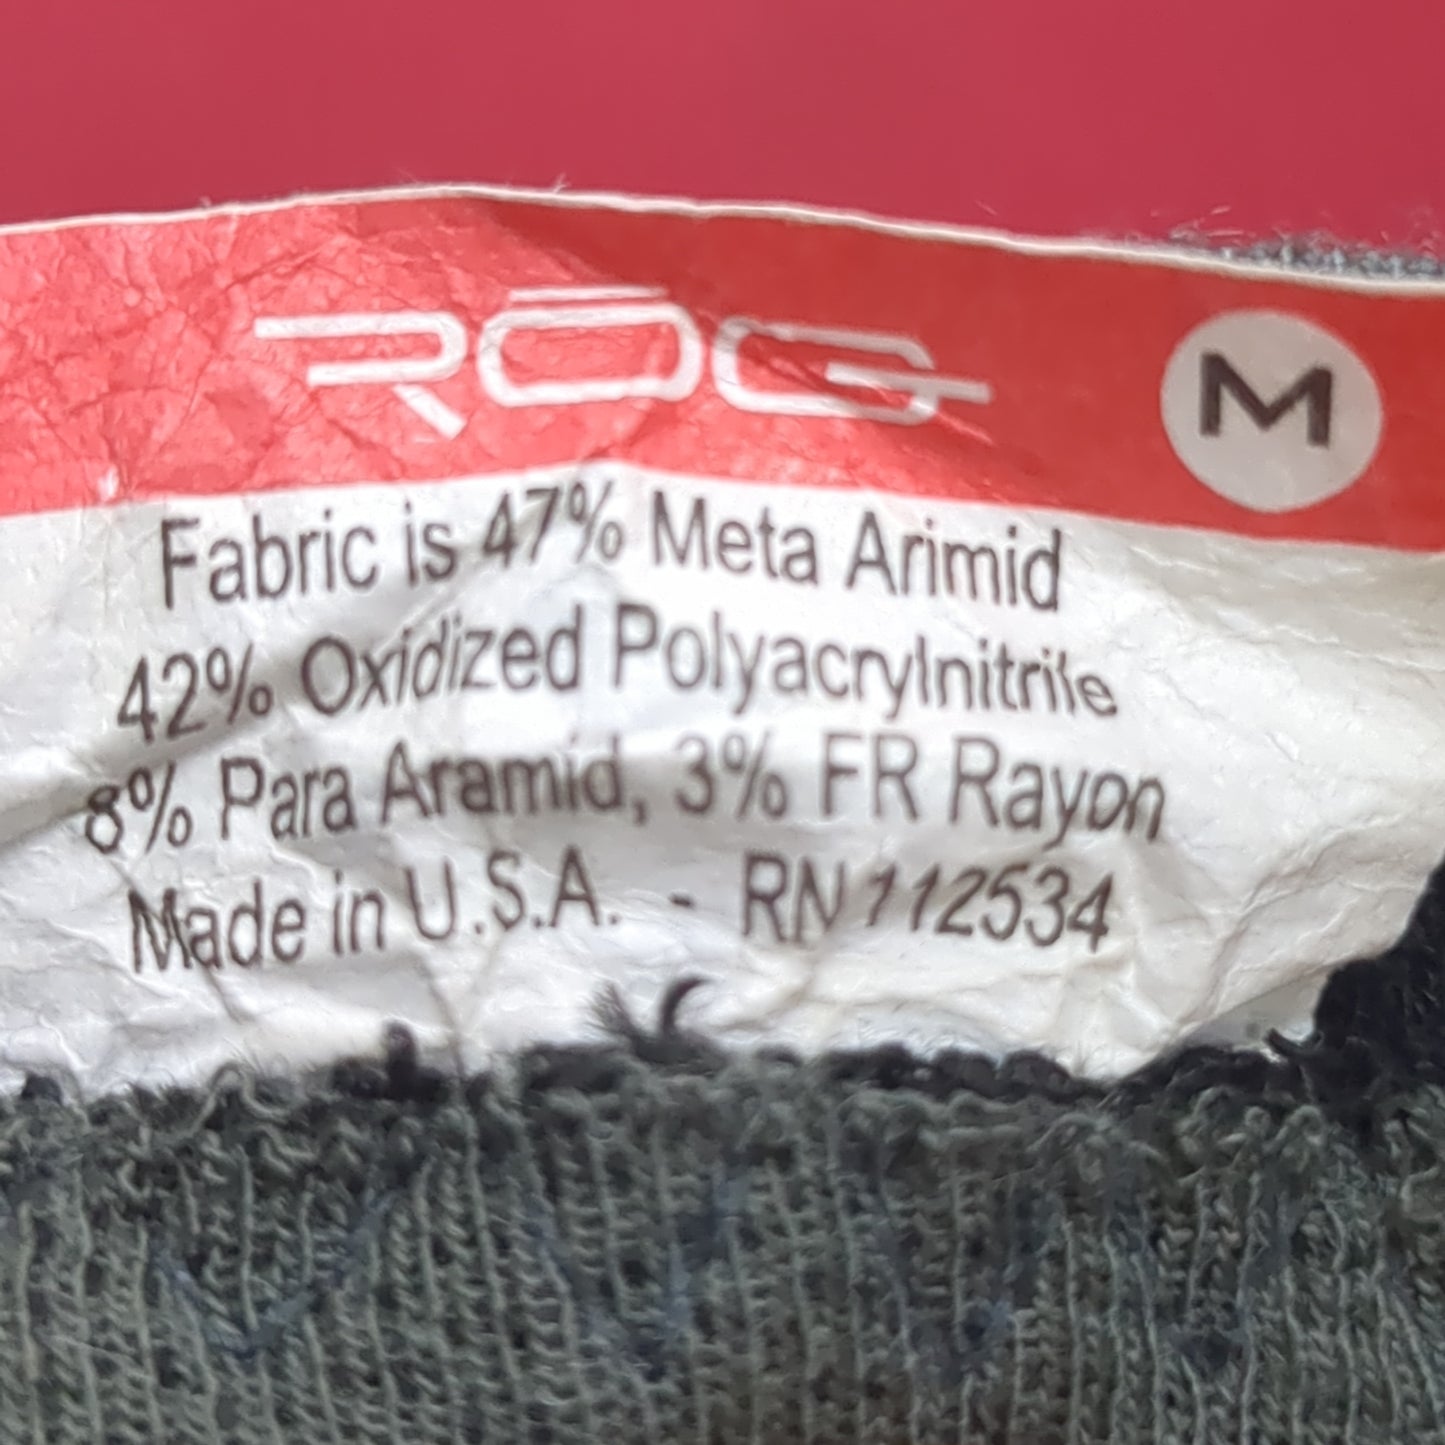 RŌG
M
Fabric is 47% Meta Arimid
42% Oxidized Polyacrylnitrile
8% Para Aramid, 3% FR Rayon
Made in U.S.A. - RN 112534